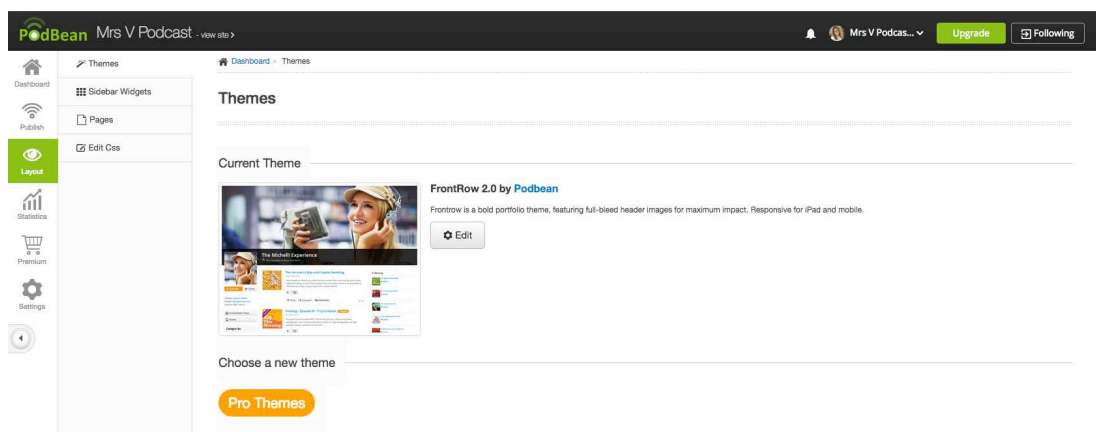 PodBean Mrs V Podcast - view site >
Mrs V Podcas...
Upgrade
Following
Dashboard
Publish
Layout
Statistics
Premium
Settings
Themes
Sidebar Widgets
Pages
Edit Css
Dashboard » Themes
Themes
Current Theme
The Michelli Experience
FrontRow 2.0 by Podbean
Frontrow is a bold portfolio theme, featuring full-bleed header images for maximum impact. Responsive for iPad and mobile.
Edit
Choose a new theme
Pro Themes